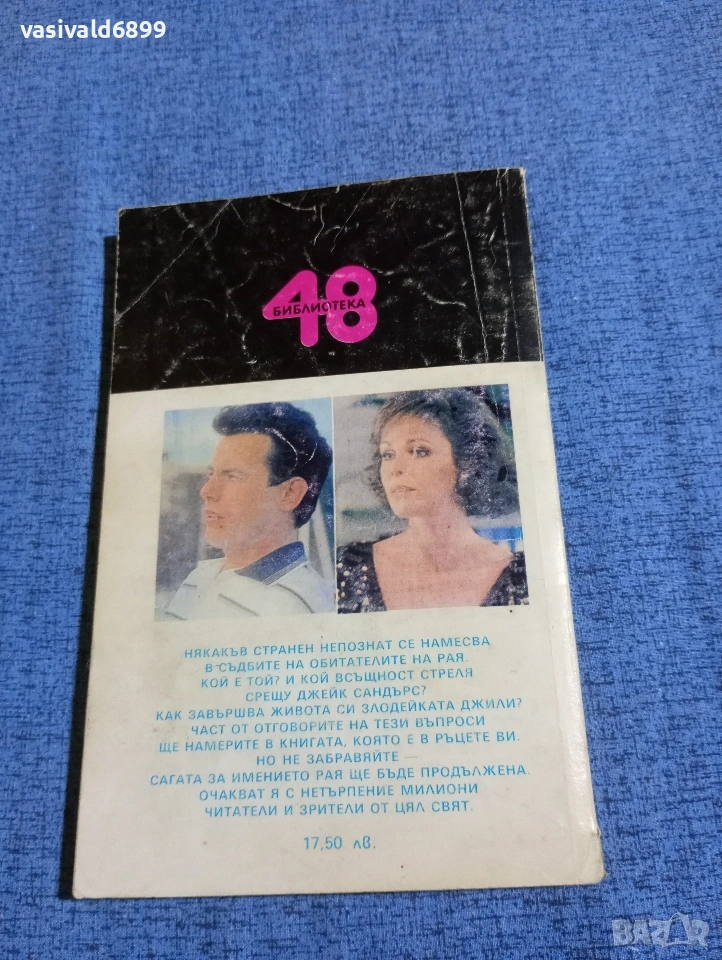 vasivald6899
48
БИБЛИОТЕКА
НЯКАКЪВ СТРАНЕН НЕПОЗНАТ СЕ НАМЕСВА
В СЪДБИТЕ НА ОБИТАТЕЛИТЕ НА РАЯ.
КОЙ Е ТОЙ? И КОЙ ВСЪЩНОСТ СТРЕЛЯ
СРЕЩУ ДЖЕЙК САНДЪРС?
КАК ЗАВЪРШВА ЖИВОТА СИ ЗЛОДЕЙКАТА ДЖИЛИ?
ЧАСТ ОТ ОТГОВОРИТЕ НА ТЕЗИ ВЪПРОСИ
ЩЕ НАМЕРИТЕ В КНИГАТА, КОЯТО Е В РЪЦЕТЕ ВИ.
НО НЕ ЗАБРАВЯЙТЕ —
САГАТА ЗА ИМЕНИЕТО РАЯ ЩЕ БЪДЕ ПРОДЪЛЖЕНА.
ОЧАКВАТ Я С НЕТЪРПЕНИЕ МИЛИОНИ
ЧИТАТЕЛИ И ЗРИТЕЛИ ОТ ЦЯЛ СВЯТ.
17,50 лв.
BAZAR